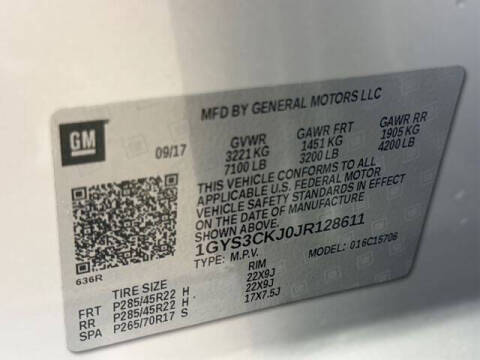 MFD BY GENERAL MOTORS LLC
GM
09/17
GVWR GAWR FRT GAWR RR
3221 KG 1451 KG 1905 KG
7100 LB 3200 LB 4200 LB
THIS VEHICLE CONFORMS TO ALL
APPLICABLE U.S. FEDERAL MOTOR
VEHICLE SAFETY STANDARDS IN EFFECT
ON THE DATE OF MANUFACTURE
SHOWN ABOVE.
1GYS3CKJ0JR128611
TYPE: M.P.V. MODEL: 016C15706
636R
TIRE SIZE RIM
FRT P285/45R22 H 22X9J
RR P285/45R22 H 22X9J
SPA P265/70R17 S 17X7.5J